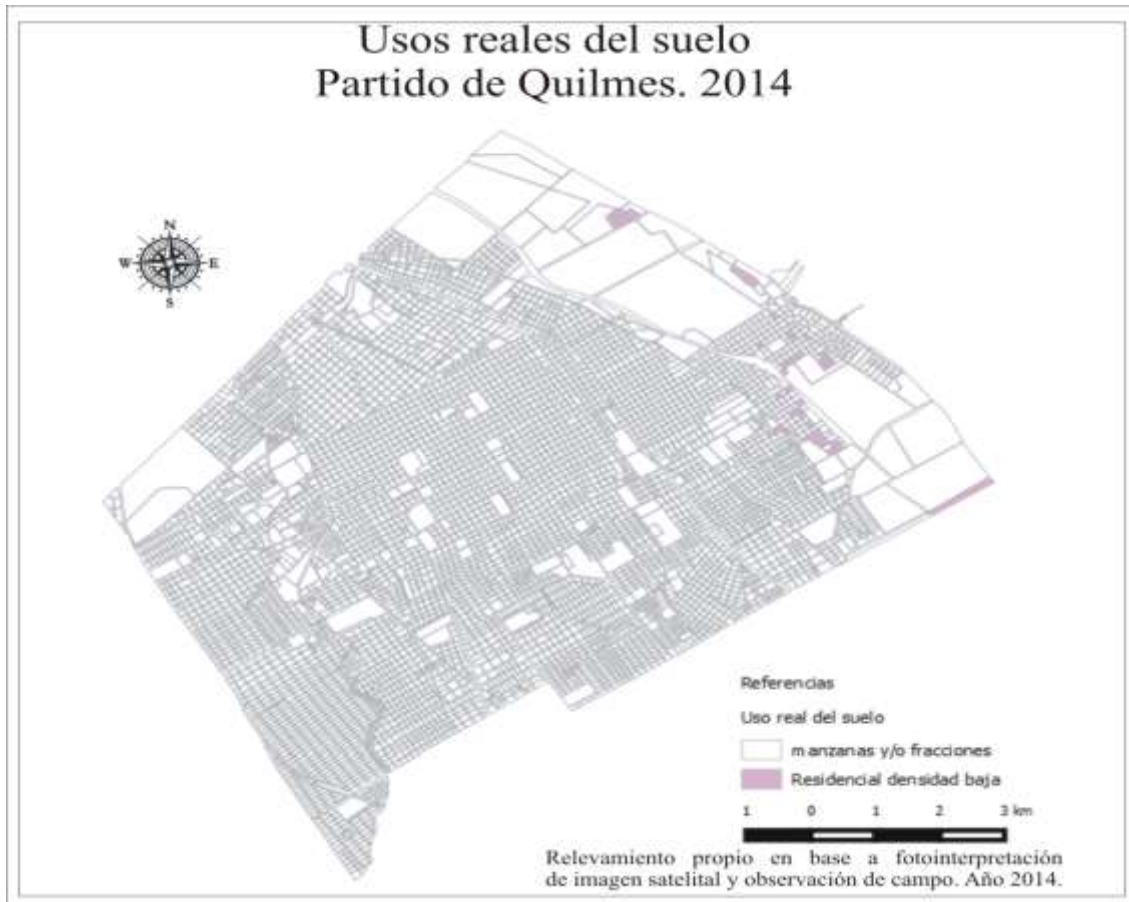 Usos reales del suelo
Partido de Quilmes. 2014
N
W E
S
Referencias
Uso real del suelo
manzanas y/o fracciones
Residencial densidad baja
1 0 1 2 3 km
Relevamiento propio en base a fotointerpretación
de imagen satelital y observación de campo. Año 2014.